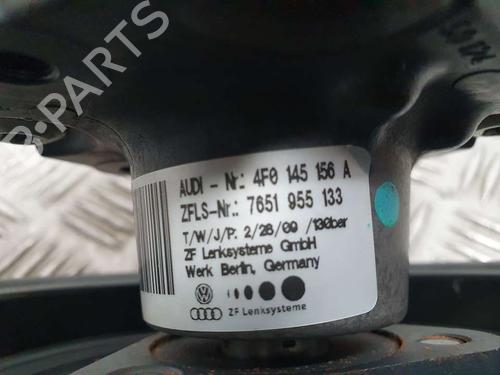 B-PARTS
AUDI - Nr.: 4F0 145 156 A
ZFLS-Nr.: 7651 955 133
T/W/J/P: 2/28/09 /130bar
ZF Lenksysteme GmbH
Werk Berlin, Germany
ZF Lenksysteme